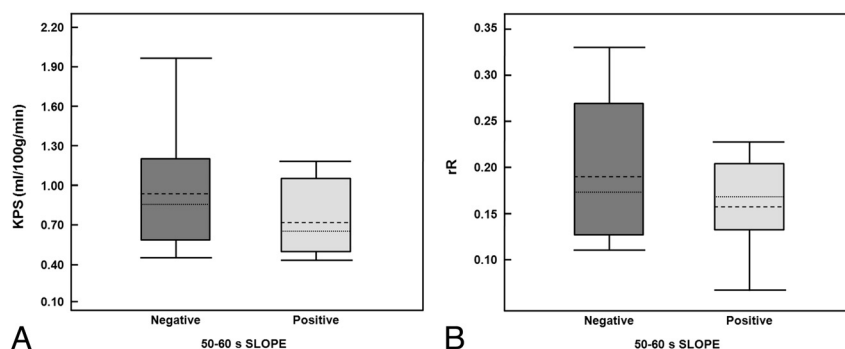 2.20
1.90
1.60
1.30
1.00
0.70
0.40
0.10
KPS (ml/100g/min)
Negative Positive
50-60 s SLOPE
A
0.35
0.30
0.25
0.20
0.15
0.10
rR
Negative Positive
50-60 s SLOPE
B